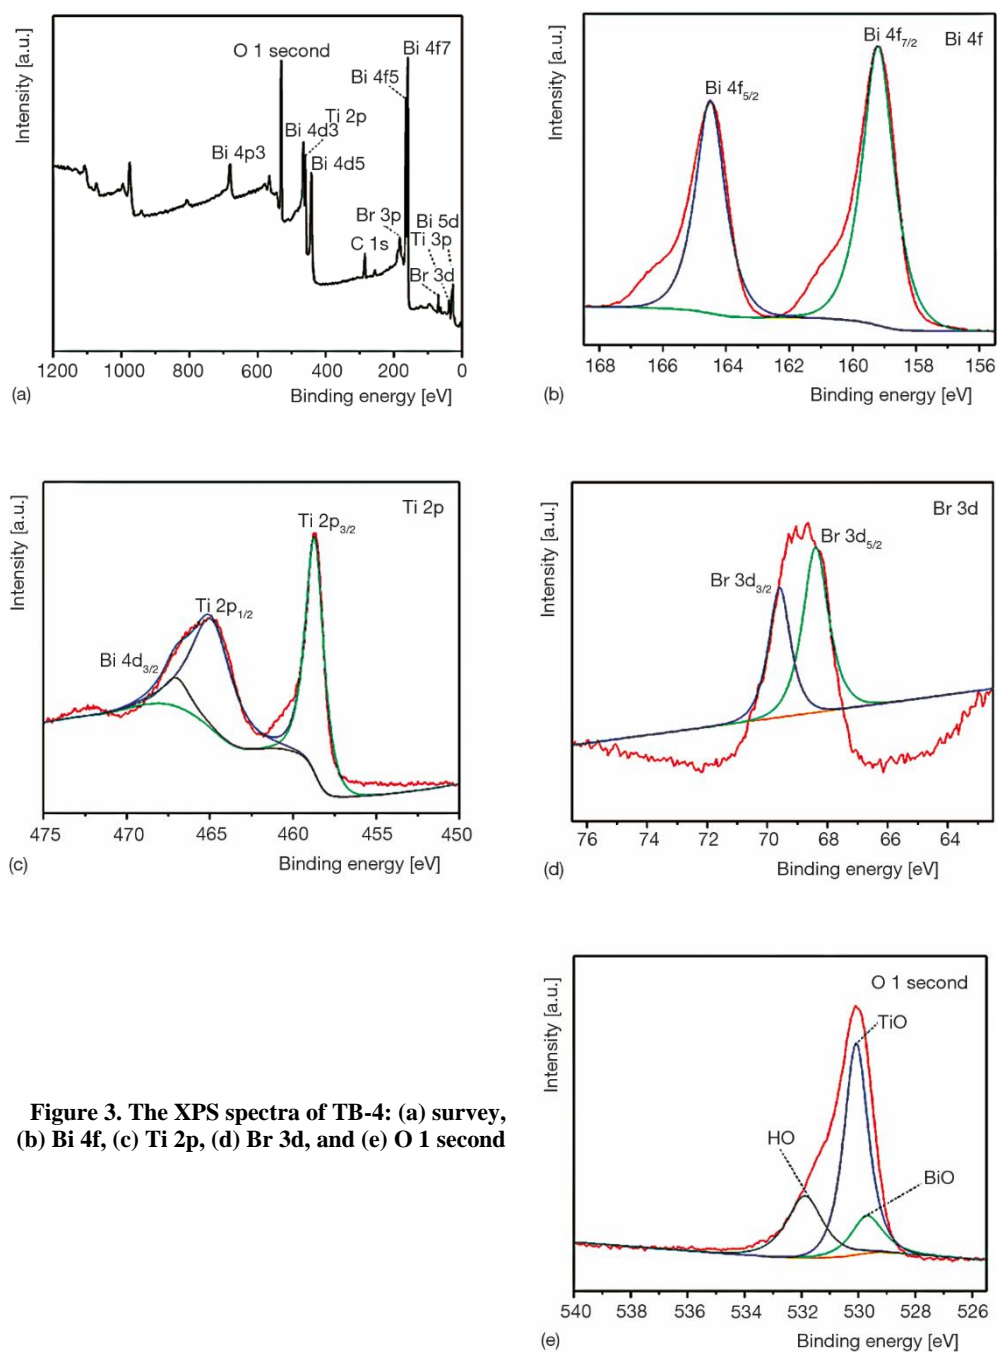 Intensity [a.u.]
O 1 second
Bi 4f7
Bi 4f5
Ti 2p
Bi 4d3
Bi 4p3
Bi 4d5
Br 3p
Bi 5d
C 1s
Ti 3p
Br 3d
1200 1000 800 600 400 200 0
(a)
Binding energy [eV]
Intensity [a.u.]
Bi 4f7/2
Bi 4f
Bi 4f5/2
168 166 164 162 160 158 156
(b)
Binding energy [eV]
Intensity [a.u.]
Ti 2p3/2
Ti 2p
Ti 2p1/2
Bi 4d3/2
475 470 465 460 455 450
(c)
Binding energy [eV]
Intensity [a.u.]
Br 3d
Br 3d5/2
Br 3d3/2
76 74 72 70 68 66 64
(d)
Binding energy [eV]
Figure 3. The XPS spectra of TB-4: (a) survey,
(b) Bi 4f, (c) Ti 2p, (d) Br 3d, and (e) O 1 second
Intensity [a.u.]
O 1 second
TiO
HO
BiO
540 538 536 534 532 530 528 526
(e)
Binding energy [eV]